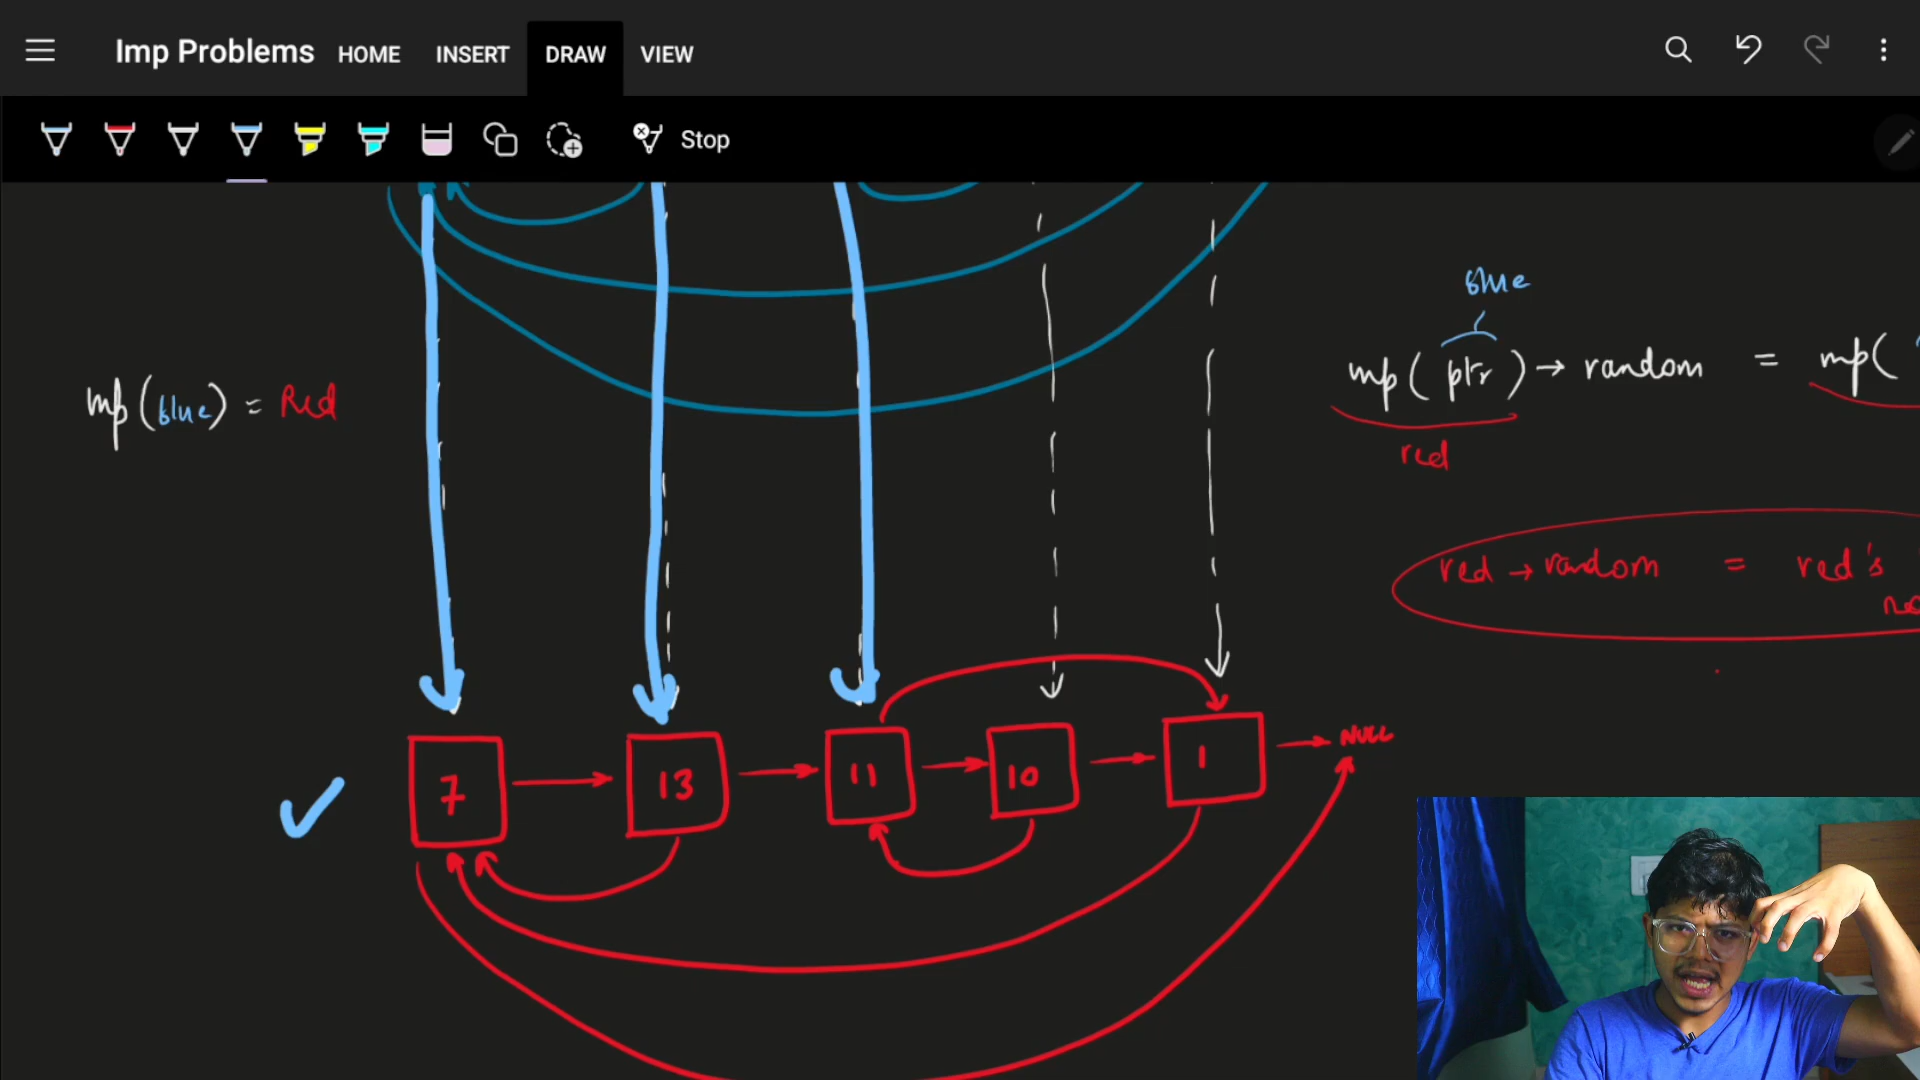 Imp Problems HOME INSERT DRAW VIEW
Stop
Blue
mp(ptr) → random = mp(
mp(Blue) = Red
red
red → random = red's
7 → 13 → 11 → 10 → 1 → NULL